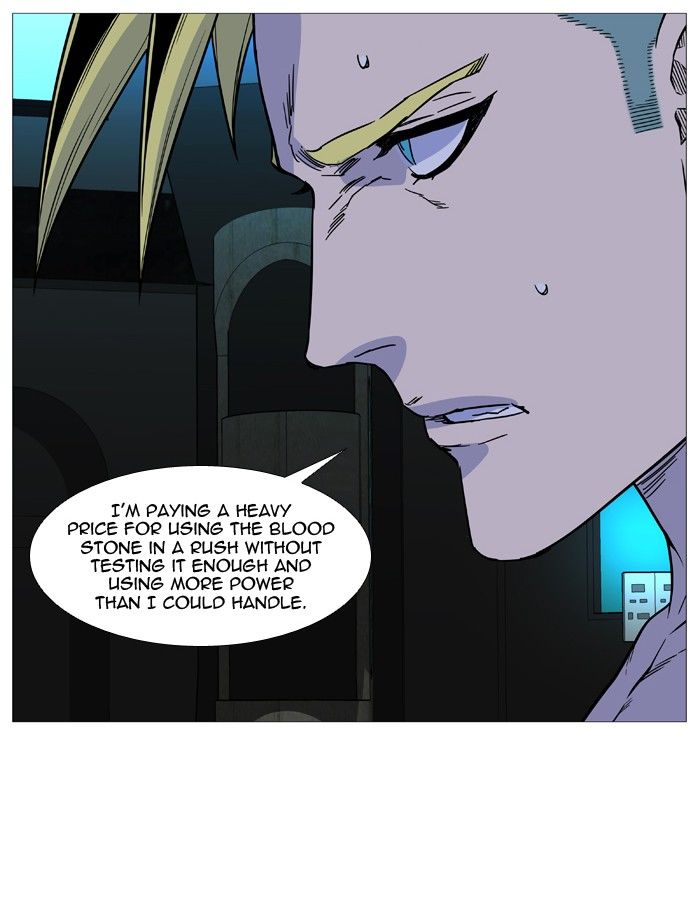 I'M PAYING A HEAVY
PRICE FOR USING THE BLOOD
STONE IN A RUSH WITHOUT
TESTING IT ENOUGH AND
USING MORE POWER
THAN I COULD HANDLE.